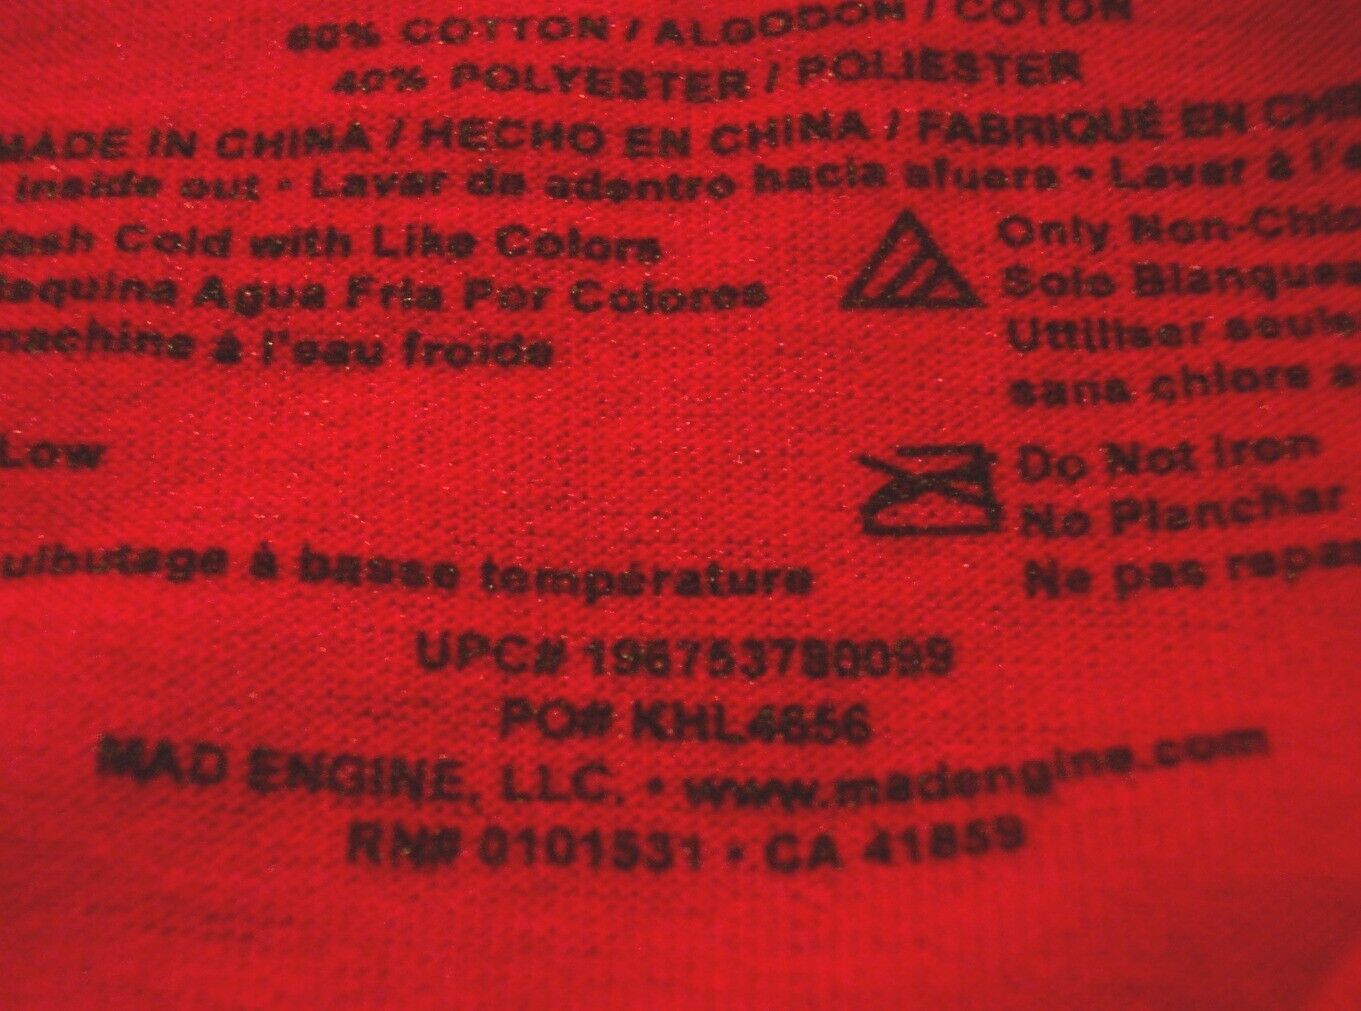 60% COTTON / ALGODON / COTON
40% POLYESTER / POLIESTER
MADE IN CHINA / HECHO EN CHINA / FABRIQUÉ EN CHI
inside out • Lavar de adentro hacia afuera • Laver à l'e
ash Cold with Like Colors
aquina Agua Fria Por Colores
machine à l'eau froide
Only Non-Chlo
Solo Blanquea
Uttiliser seule
sans chlore a
Low
Do Not Iron
No Planchar
Ne pas repas
ulbutage à basse température
UPC# 196753780099
PO# KHL4856
MAD ENGINE, LLC. • www.madengine.com
RN# 0101531 • CA 41859